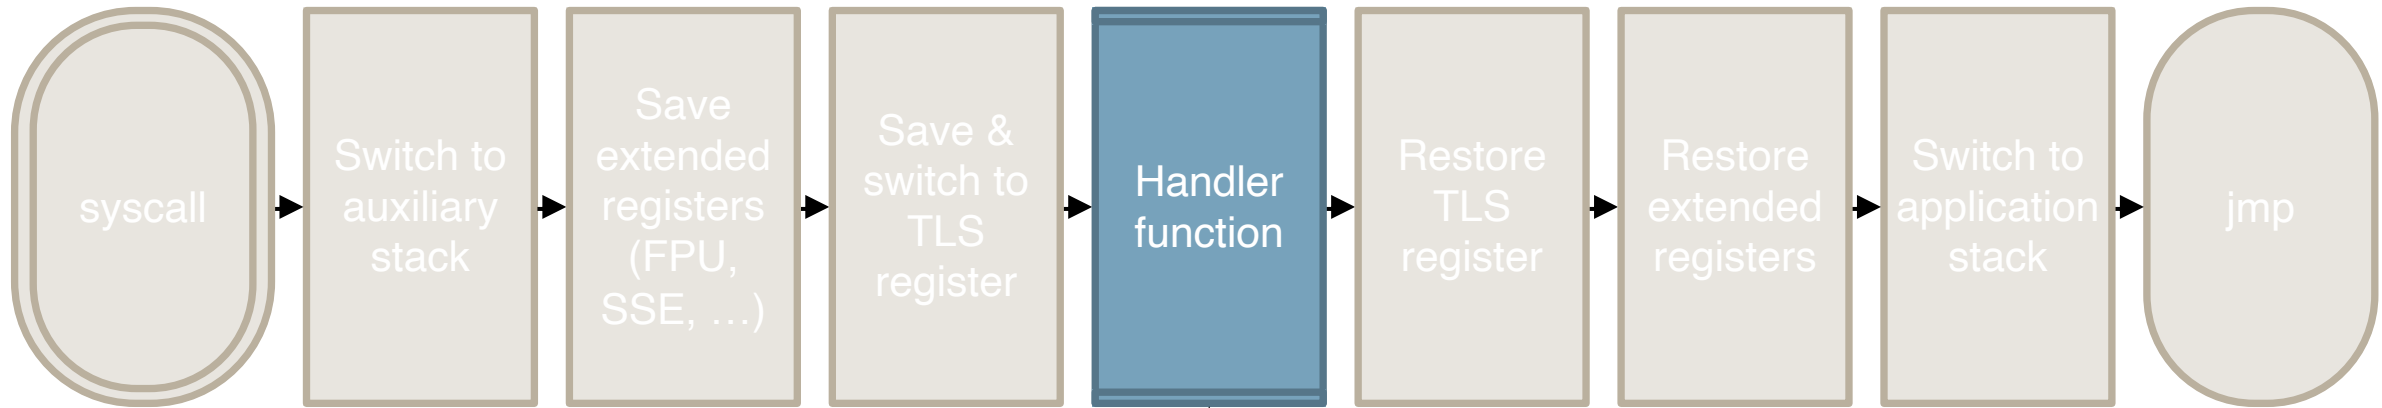 syscall
Switch to
auxiliary
stack
Save
extended
registers
(FPU,
SSE, …)
Save &
switch to
TLS
register
Handler
function
Restore
TLS
register
Restore
extended
registers
Switch to
application
stack
jmp